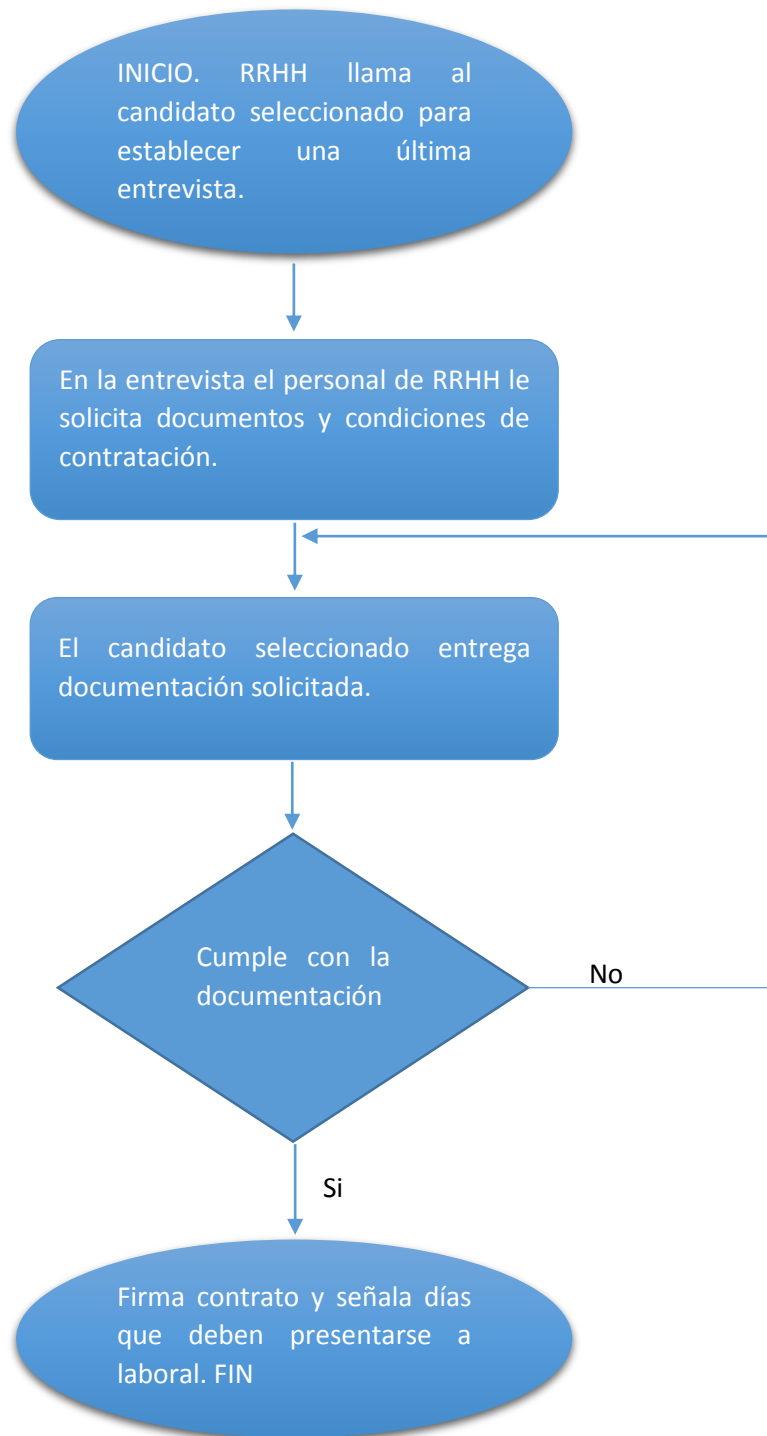 INICIO. RRHH llama al
candidato seleccionado para
establecer una última
entrevista.
En la entrevista el personal de RRHH le
solicita documentos y condiciones de
contratación.
El candidato seleccionado entrega
documentación solicitada.
Cumple con la
documentación
No
Si
Firma contrato y señala días
que deben presentarse a
laboral. FIN